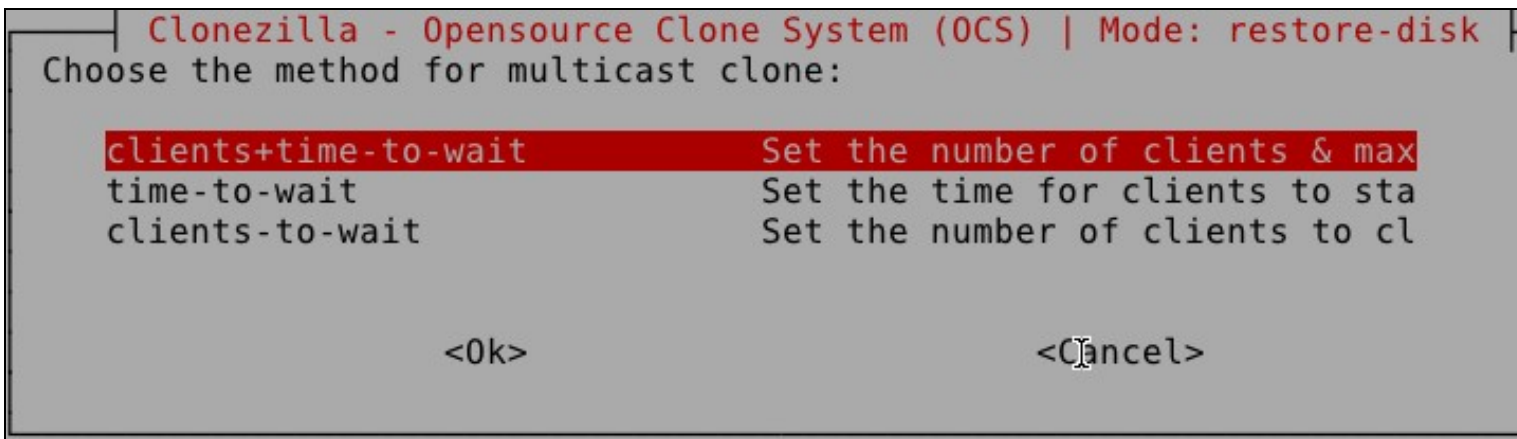 Clonezilla - Opensource Clone System (OCS) | Mode: restore-disk
Choose the method for multicast clone:
clients+time-to-wait Set the number of clients & max
time-to-wait Set the time for clients to sta
clients-to-wait Set the number of clients to cl
<Ok> <Cancel>